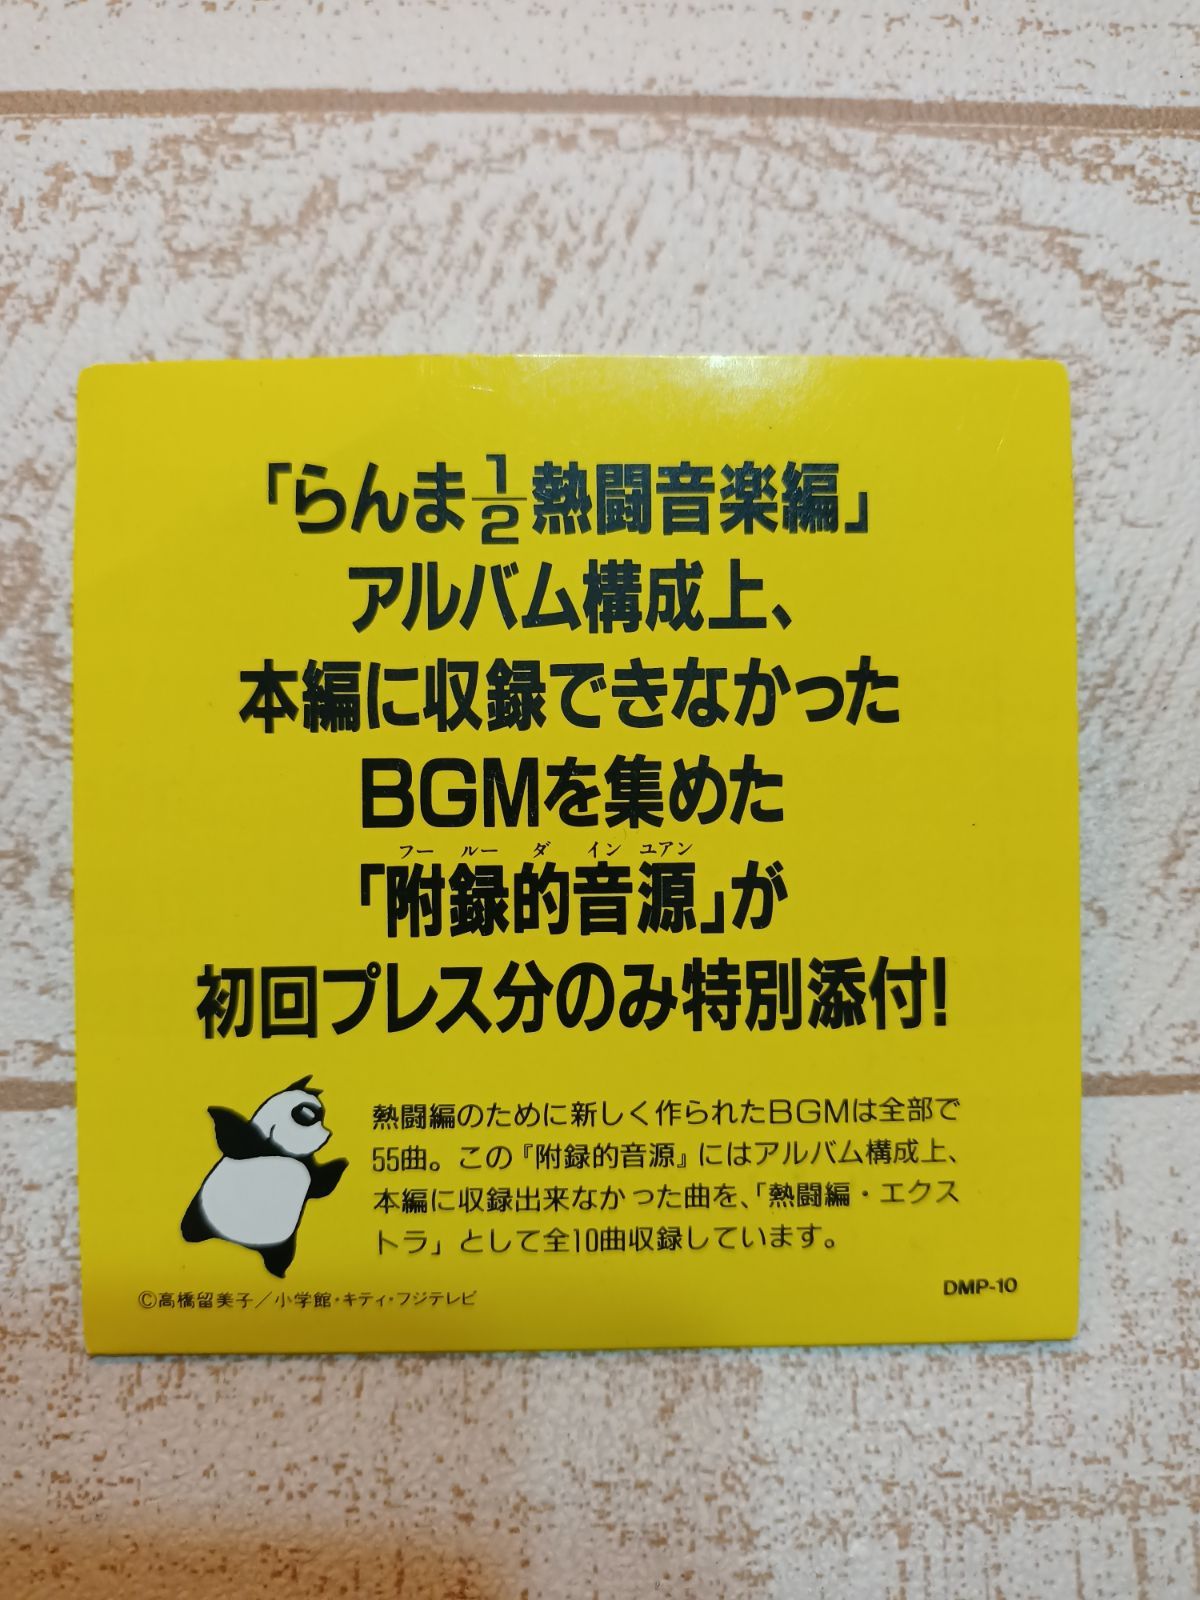 「らんま1/2熱闘音楽編」
アルバム構成上、
本編に収録できなかった
BGMを集めた
フー ルー ダ イン ユアン
「附録的音源」が
初回プレス分のみ特別添付!
熱闘編のために新しく作られたBGMは全部で
55曲。この『附録的音源』にはアルバム構成上、
本編に収録出来なかった曲を、「熱闘編・エクス
トラ」として全10曲収録しています。
©高橋留美子／小学館・キティ・フジテレビ
DMP-10